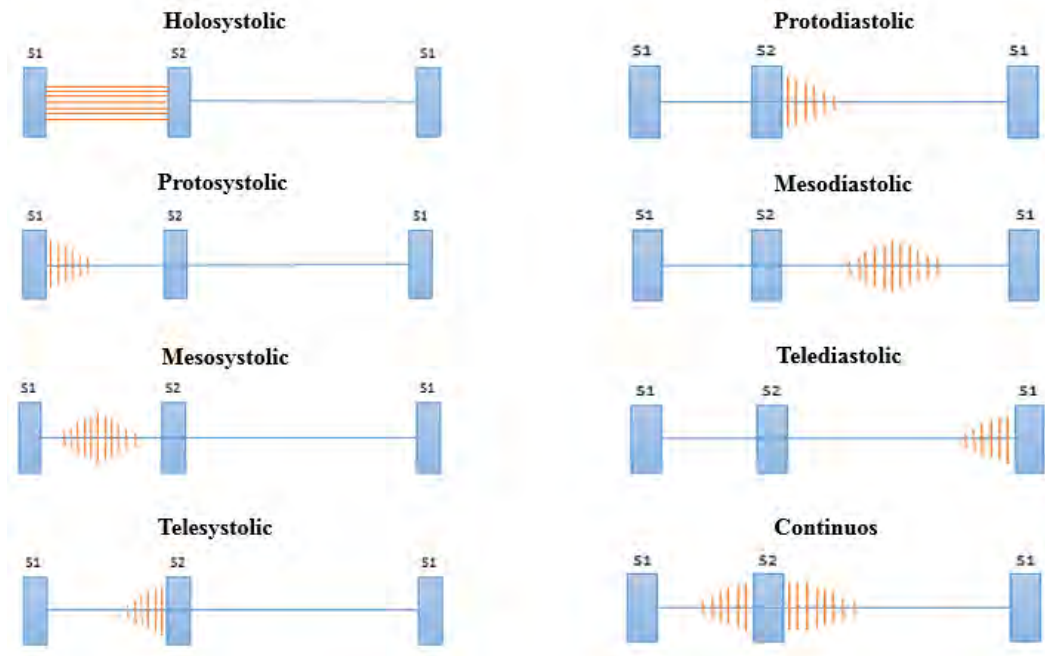 Holosystolic
S1 S2 S1
Protosystolic
S1 S2 S1
Mesosystolic
S1 S2 S1
Telesystolic
S1 S2 S1
Protodiastolic
S1 S2 S1
Mesodiastolic
S1 S2 S1
Telediastolic
S1 S2 S1
Continuos
S1 S2 S1